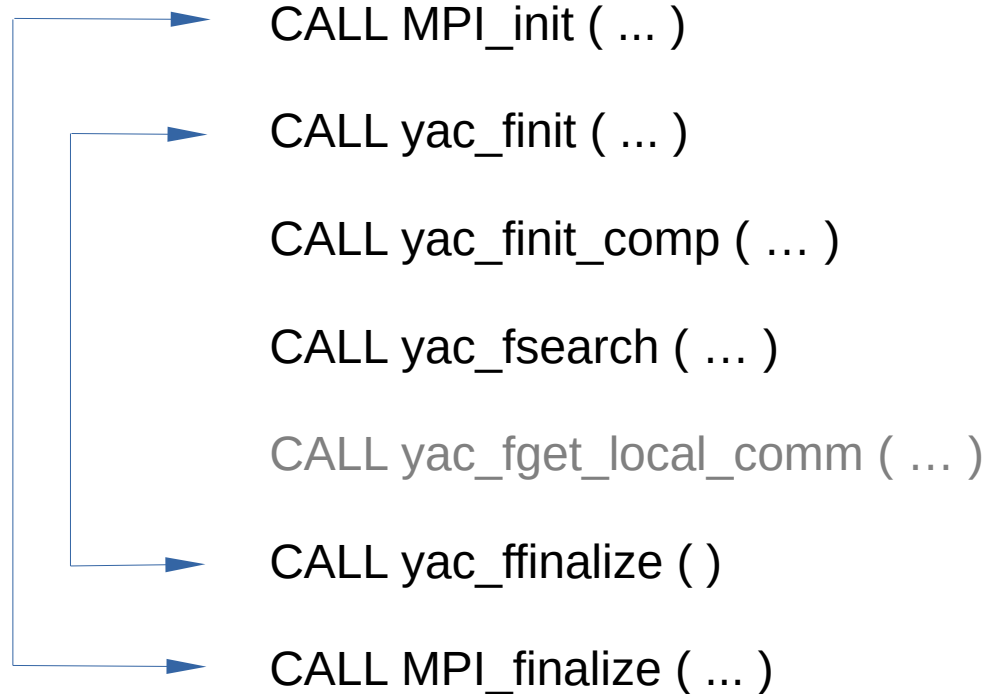 CALL MPI_init ( ... )
CALL yac_finit ( ... )
CALL yac_finit_comp ( … )
CALL yac_fsearch ( … )
CALL yac_fget_local_comm ( … )
CALL yac_ffinalize ( )
CALL MPI_finalize ( ... )